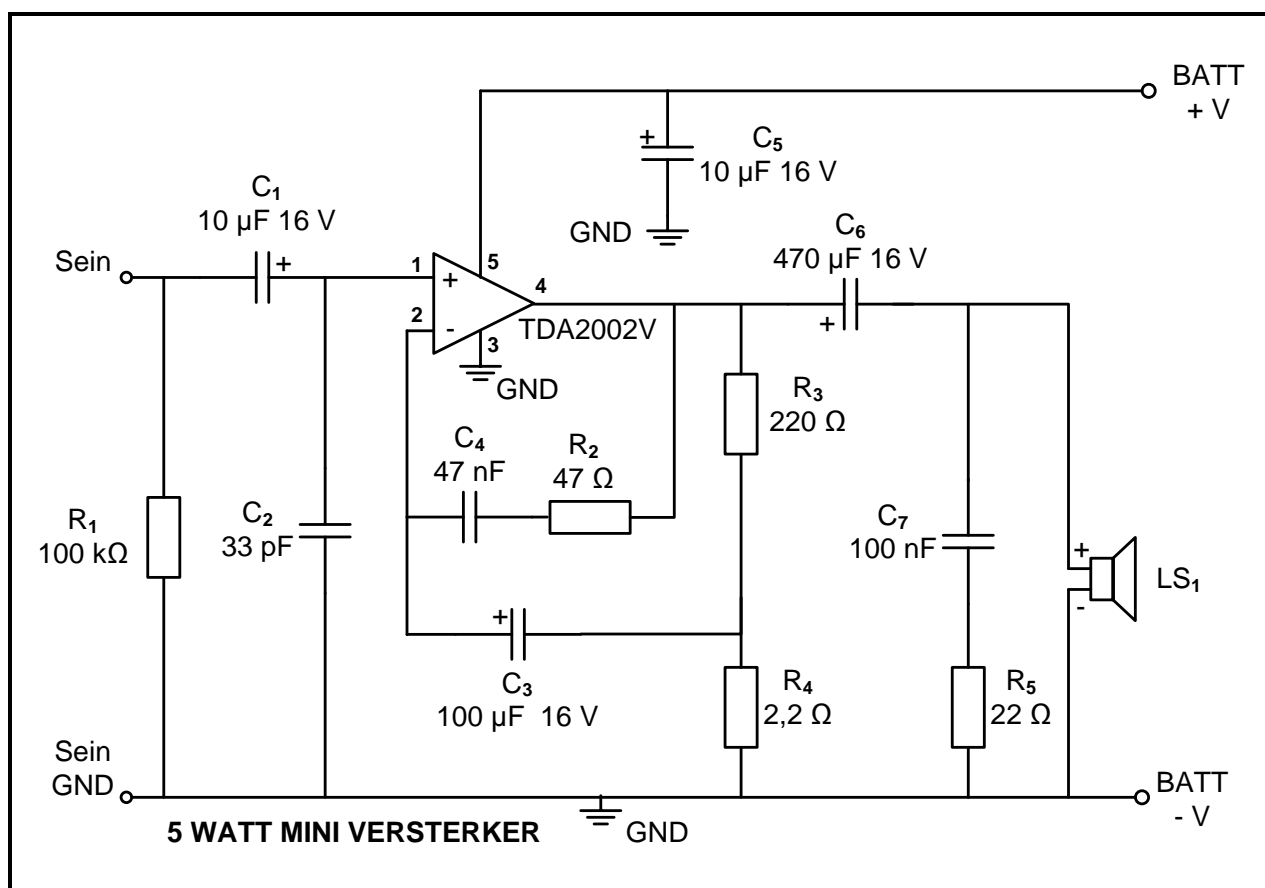 BATT
+ V
+
C₅
10 µF 16 V
GND
C₁
10 µF 16 V
+
Sein
C₆
470 µF 16 V
+
1
+
5
4
2
-
3
TDA2002V
GND
R₃
220 Ω
C₄
47 nF
R₂
47 Ω
R₁
100 kΩ
C₂
33 pF
C₇
100 nF
+
-
LS₁
+
C₃
100 µF 16 V
R₄
2,2 Ω
R₅
22 Ω
Sein
GND
BATT
- V
5 WATT MINI VERSTERKER
GND